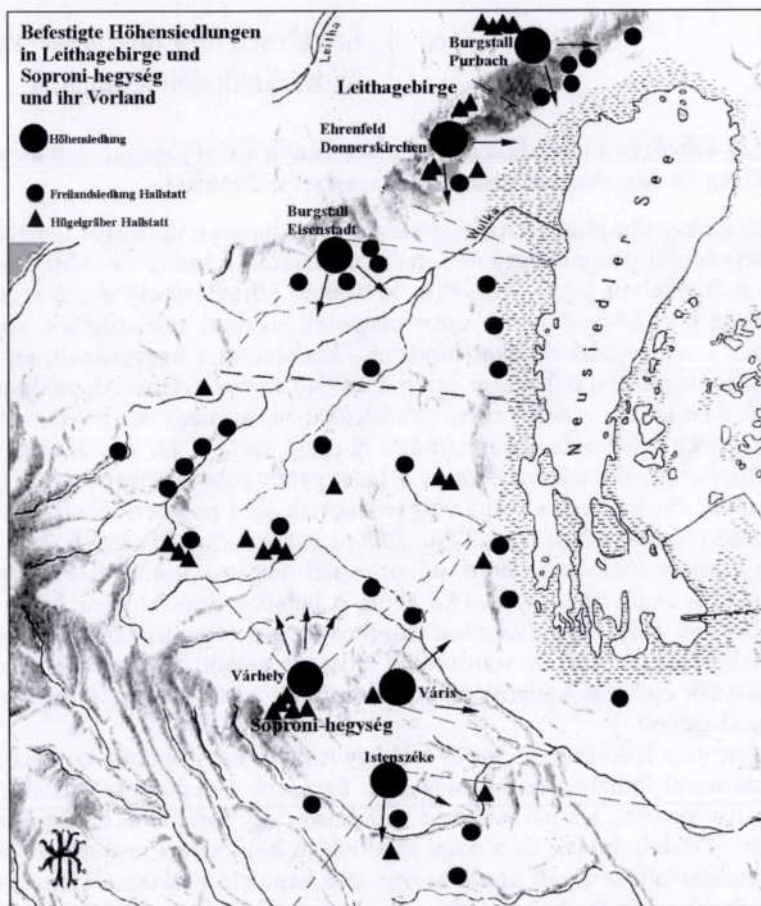 Befestigte Höhensiedlungen
in Leithagebirge und
Soproni-hegység
und ihr Vorland
Höheniedlung
Freilandsiedlung Hallstatt
Hügelgräber Hallstatt
Leitha
Burgstall
Purbach
Leithagebirge
Ehrenfeld
Donnerskirchen
Wulka
Burgstall
Eisenstadt
Neusiedler See
Várhely
Váris
Soproni-hegység
Istenszéke